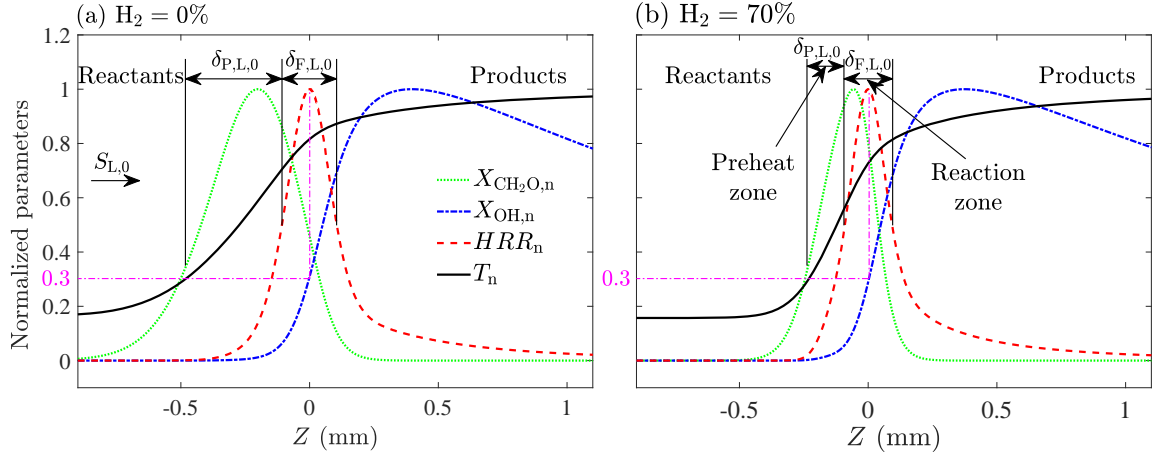 (a) H₂ = 0%
Normalized parameters
1.2
1
0.8
0.6
0.4
0.3
0.2
0
Reactants
δP,L,0
δF,L,0
Products
SL,0
XCH₂O,n
XOH,n
HRRn
Tn
-0.5
0
0.5
1
Z (mm)
(b) H₂ = 70%
0.3
Reactants
δP,L,0
δF,L,0
Products
Preheat
zone
Reaction
zone
-0.5
0
0.5
1
Z (mm)